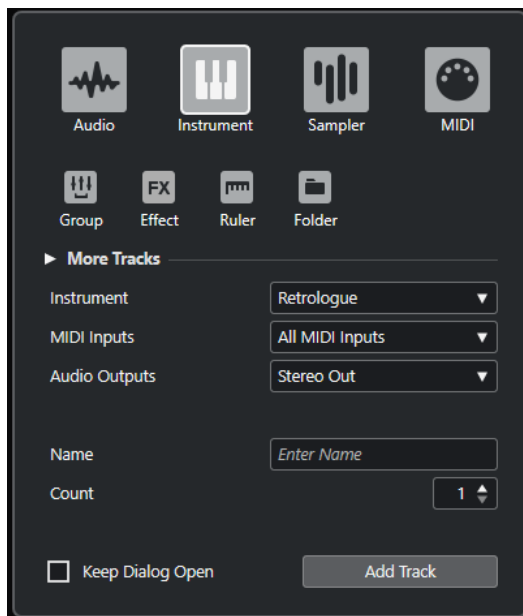 Audio Instrument Sampler MIDI
FX
Group Effect Ruler Folder
More Tracks
Instrument Retrologue
MIDI Inputs All MIDI Inputs
Audio Outputs Stereo Out
Name Enter Name
Count 1
Keep Dialog Open Add Track